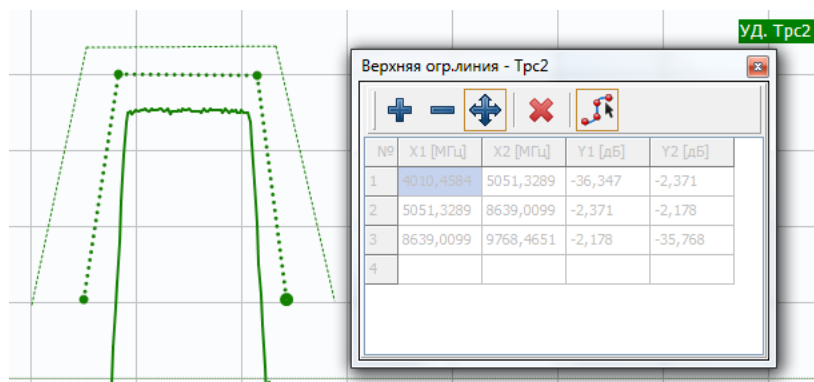 УД. Трс2
Верхняя огр.линия - Трс2
№ X1 [МГц] X2 [МГц] Y1 [дБ] Y2 [дБ]
1 4010,4584 5051,3289 -36,347 -2,371
2 5051,3289 8639,0099 -2,371 -2,178
3 8639,0099 9768,4651 -2,178 -35,768
4